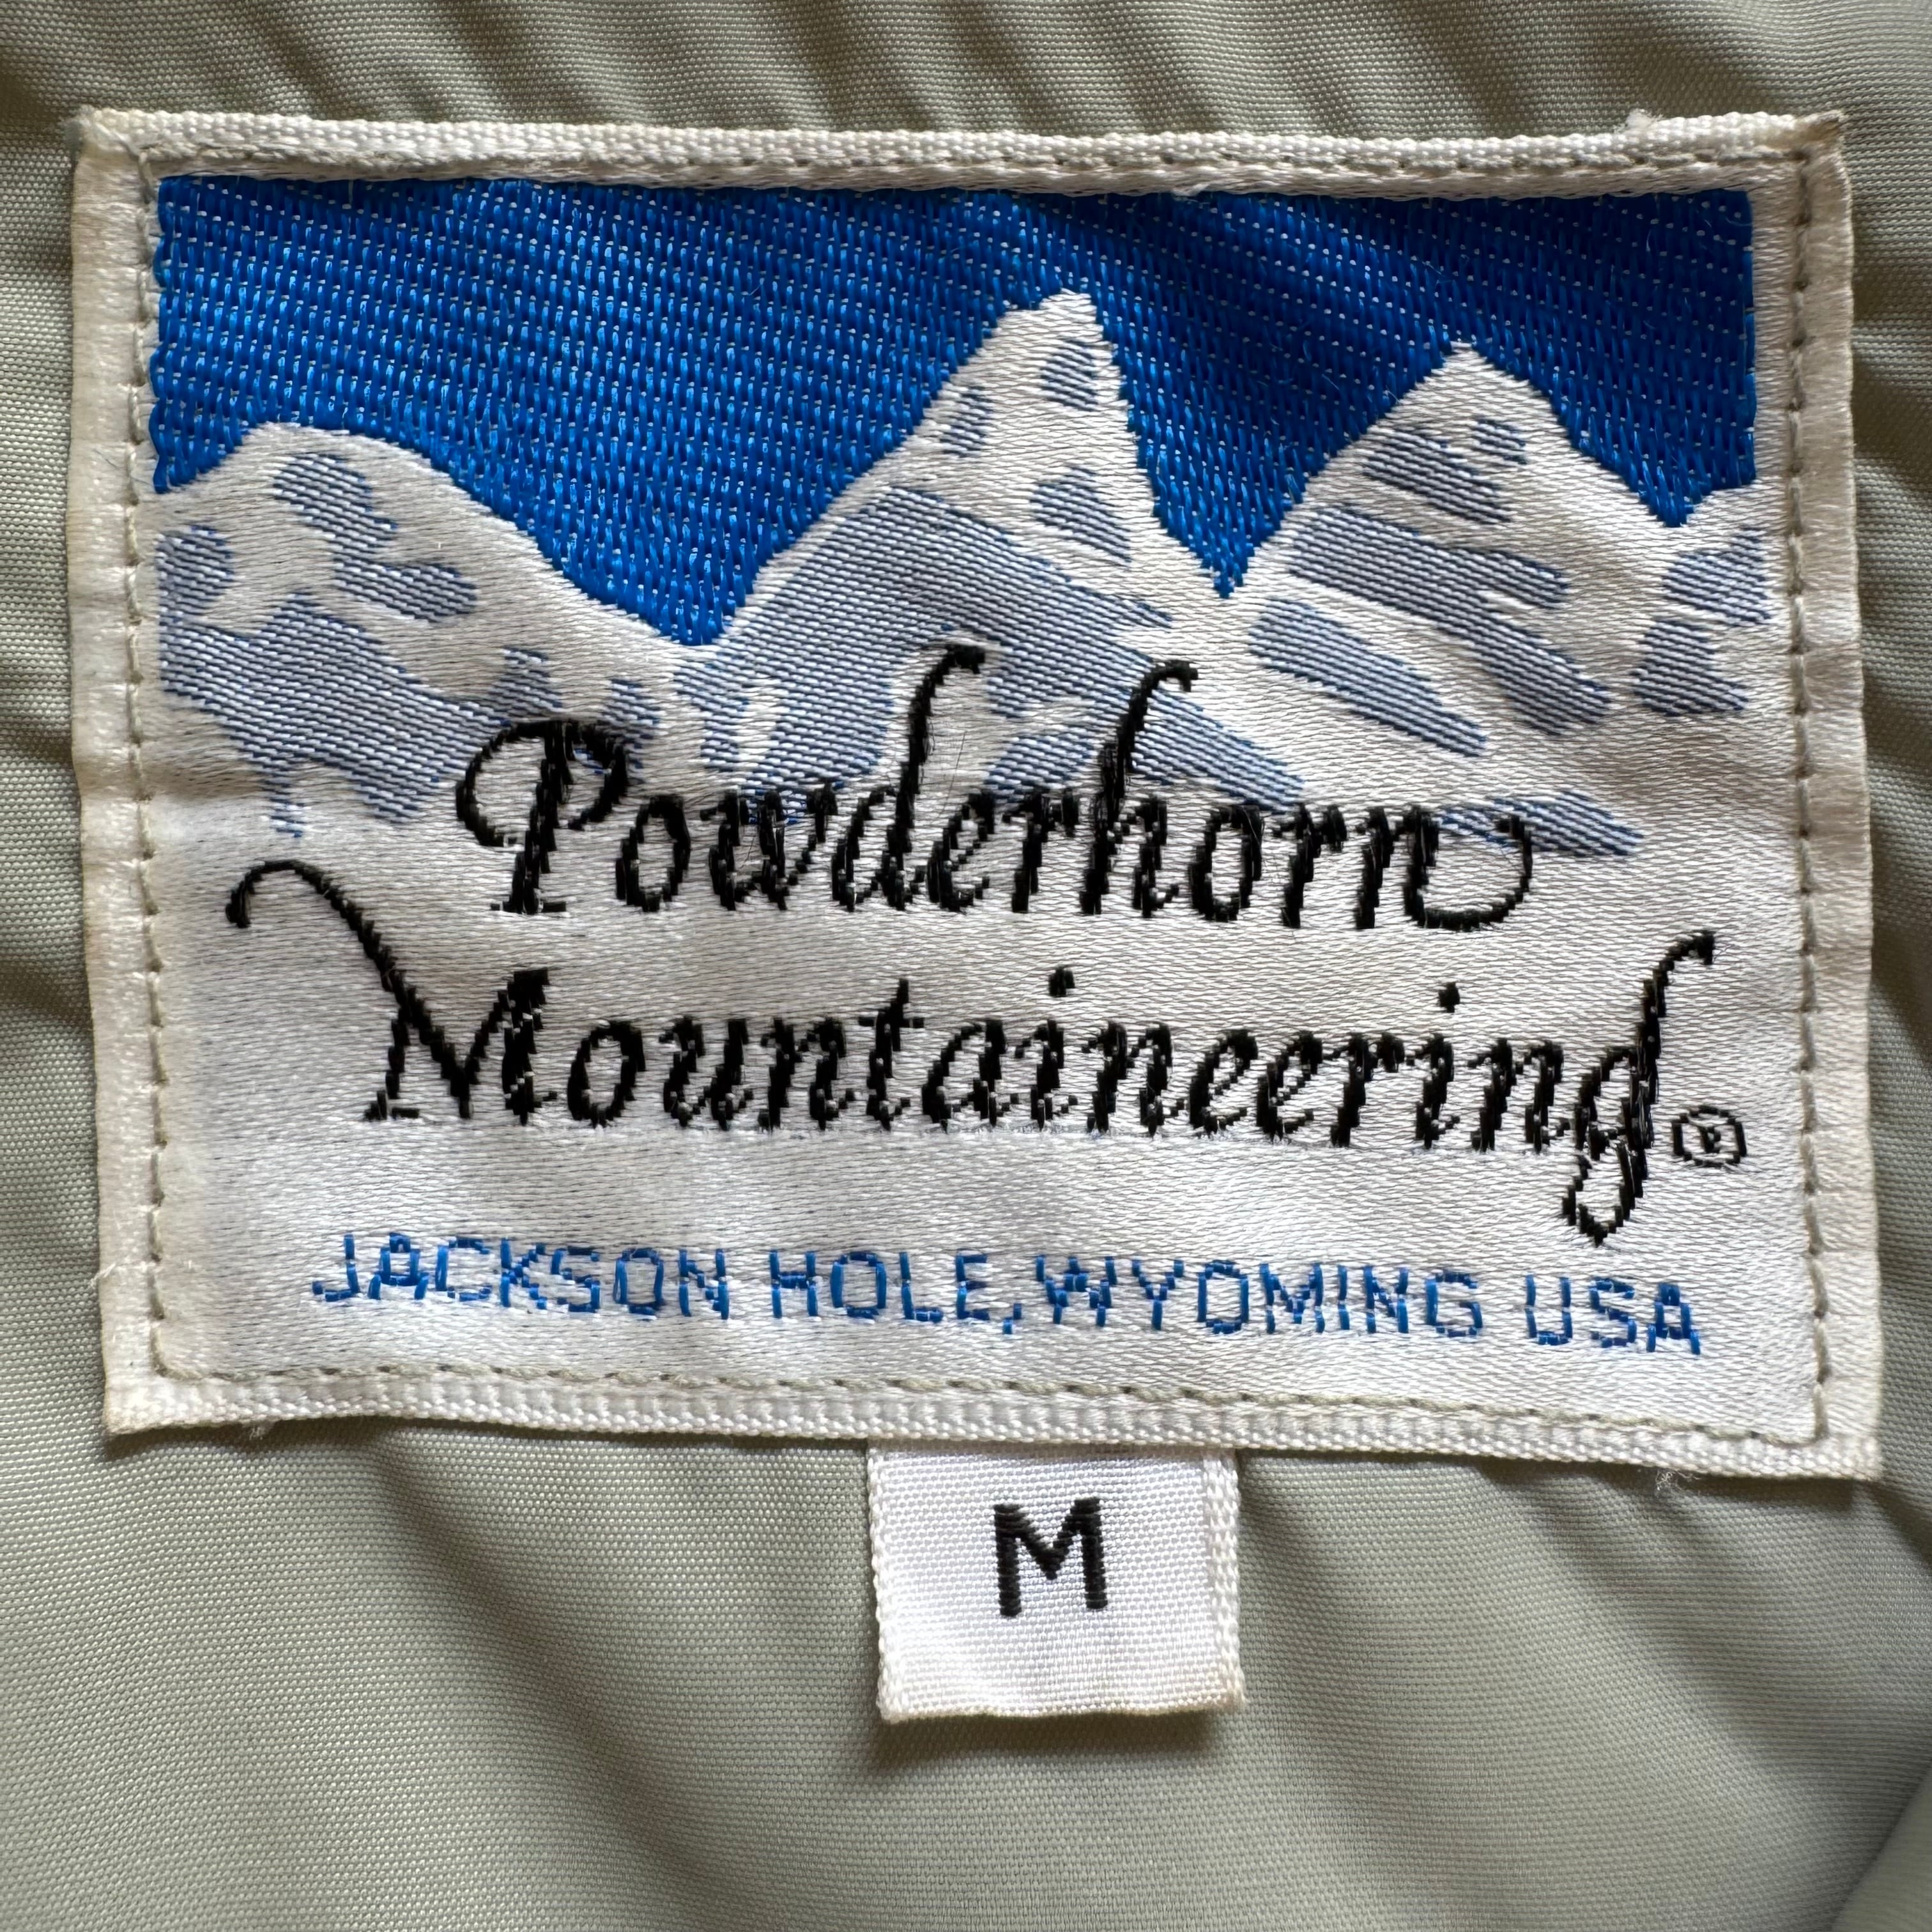 Powderhorn
Mountaineering®
JACKSON HOLE, WYOMING USA
M